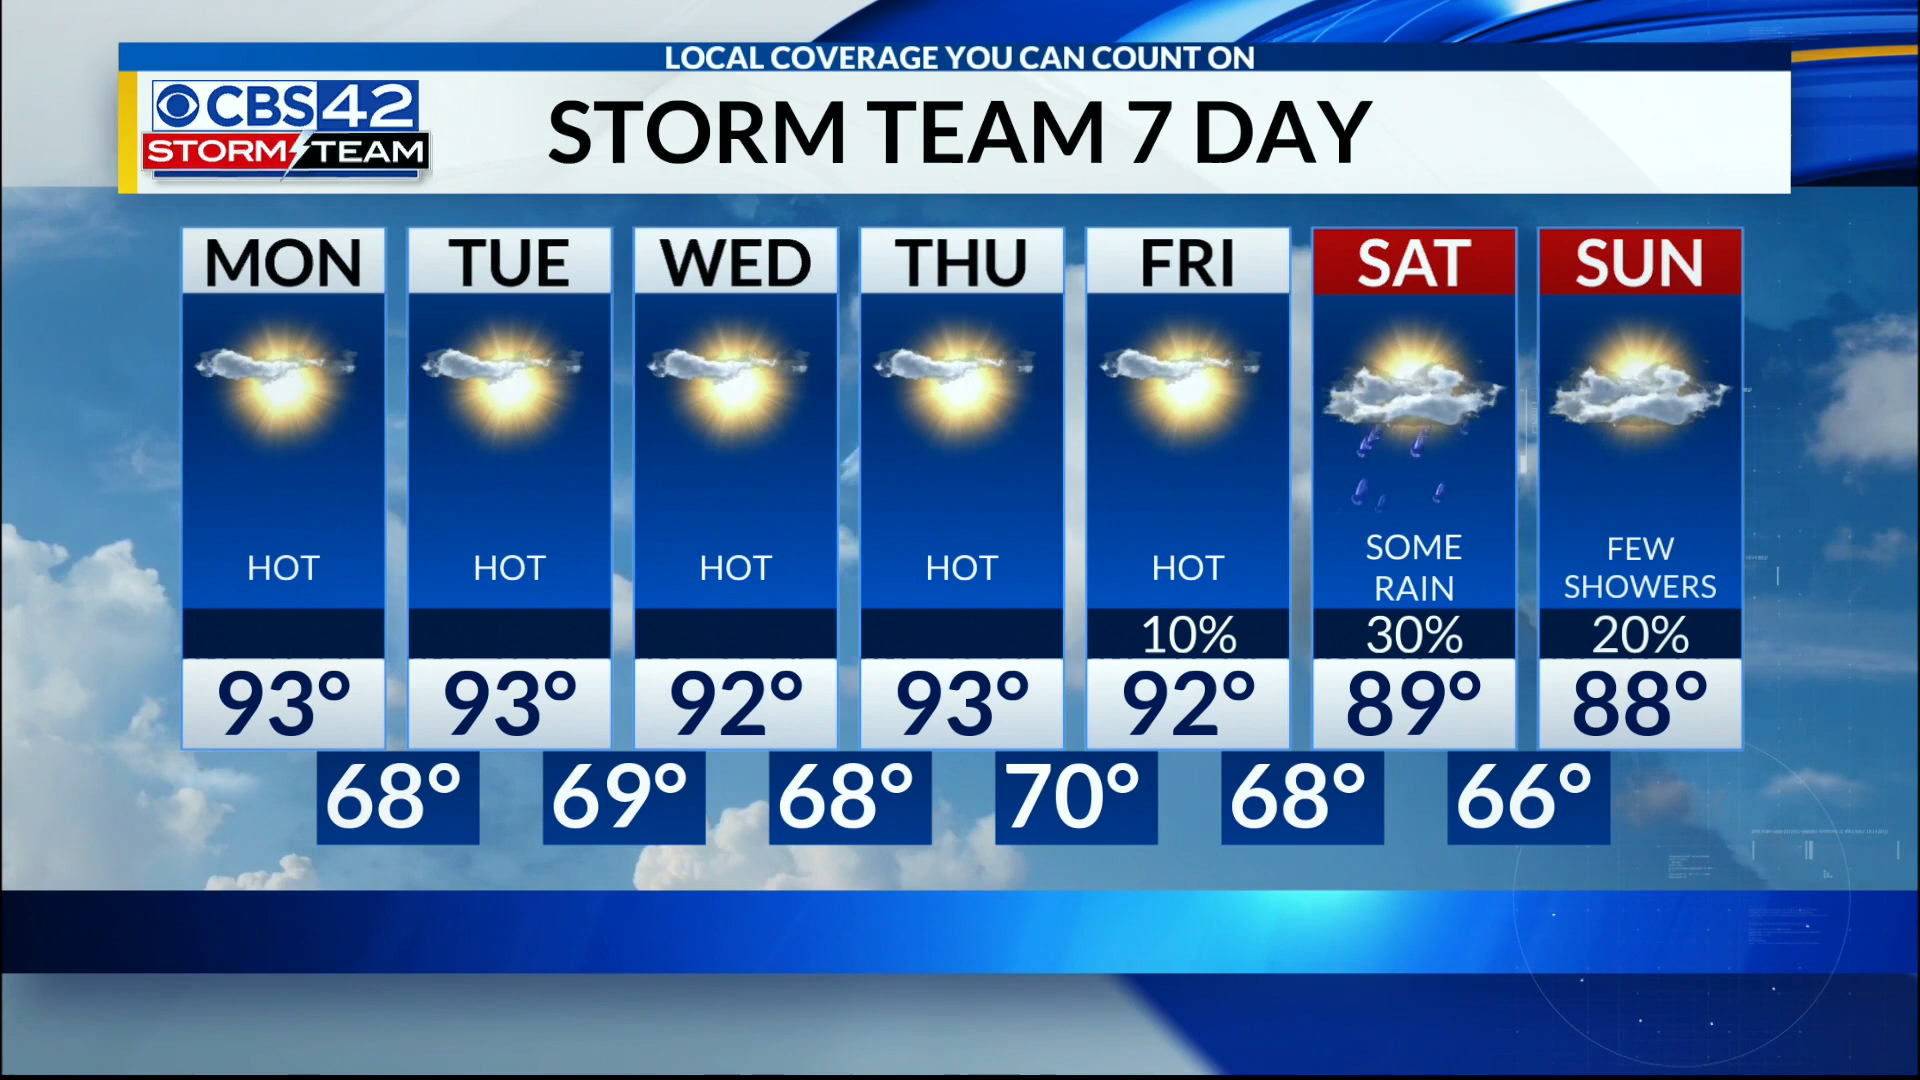 LOCAL COVERAGE YOU CAN COUNT ON
CBS 42
STORM TEAM
STORM TEAM 7 DAY
MON TUE WED THU FRI SAT SUN
HOT HOT HOT HOT HOT SOME RAIN FEW SHOWERS
10% 30% 20%
93° 93° 92° 93° 92° 89° 88°
68° 69° 68° 70° 68° 66°